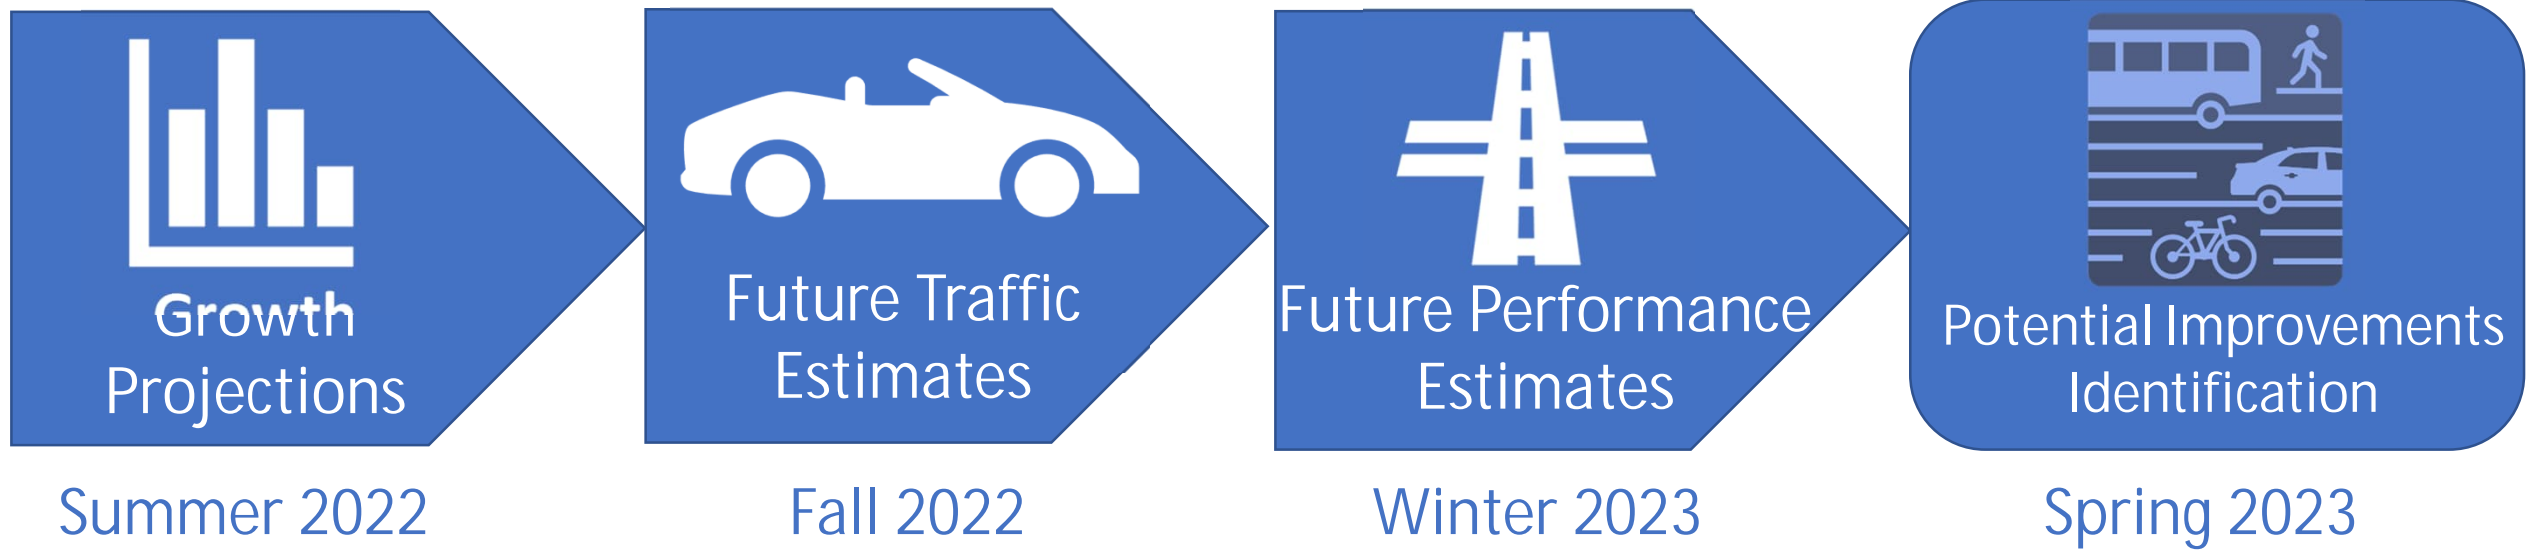 Growth
Projections
Future Traffic
Estimates
Future Performance
Estimates
Potential Improvements
Identification
Summer 2022
Fall 2022
Winter 2023
Spring 2023